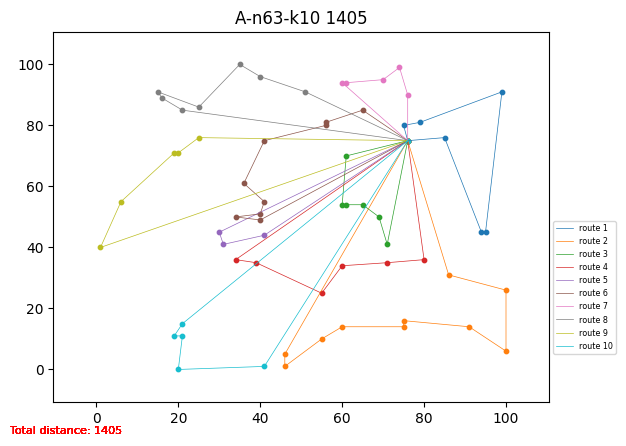 A-n63-k10 1405
100
80
60
40
20
0
0 20 40 60 80 100
route 1
route 2
route 3
route 4
route 5
route 6
route 7
route 8
route 9
route 10
Total distance: 1405